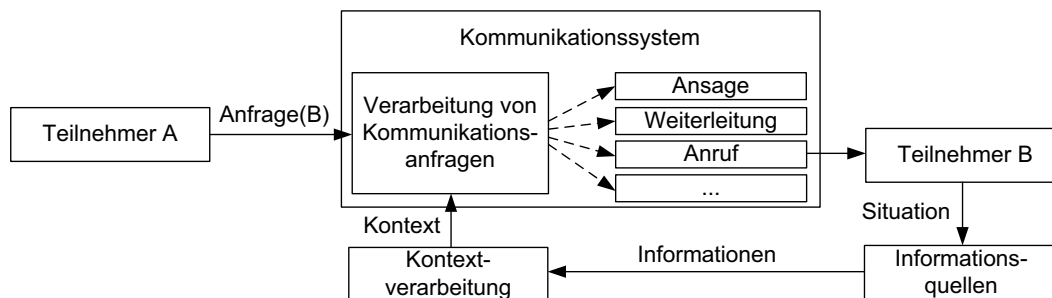 Kommunikationssystem
Teilnehmer A
Anfrage(B)
Verarbeitung von
Kommunikations-
anfragen
Ansage
Weiterleitung
Anruf
...
Teilnehmer B
Situation
Kontext
Kontext-
verarbeitung
Informationen
Informations-
quellen